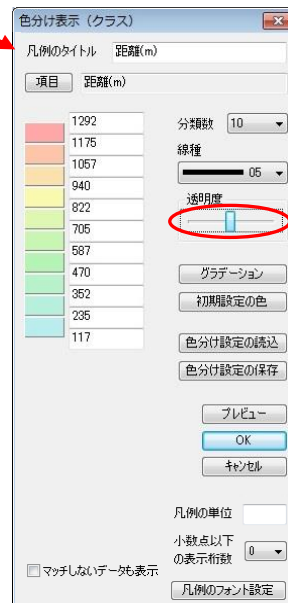 色分け表示（クラス）
凡例のタイトル 距離(m)
項目 距離(m)
1292
1175
1057
940
822
705
587
470
352
235
117
分類数 10
線種
05
透明度
グラデーション
初期設定の色
色分け設定の読込
色分け設定の保存
プレビュー
OK
キャンセル
凡例の単位
小数点以下
の表示桁数 0
マッチしないデータも表示
凡例のフォント設定